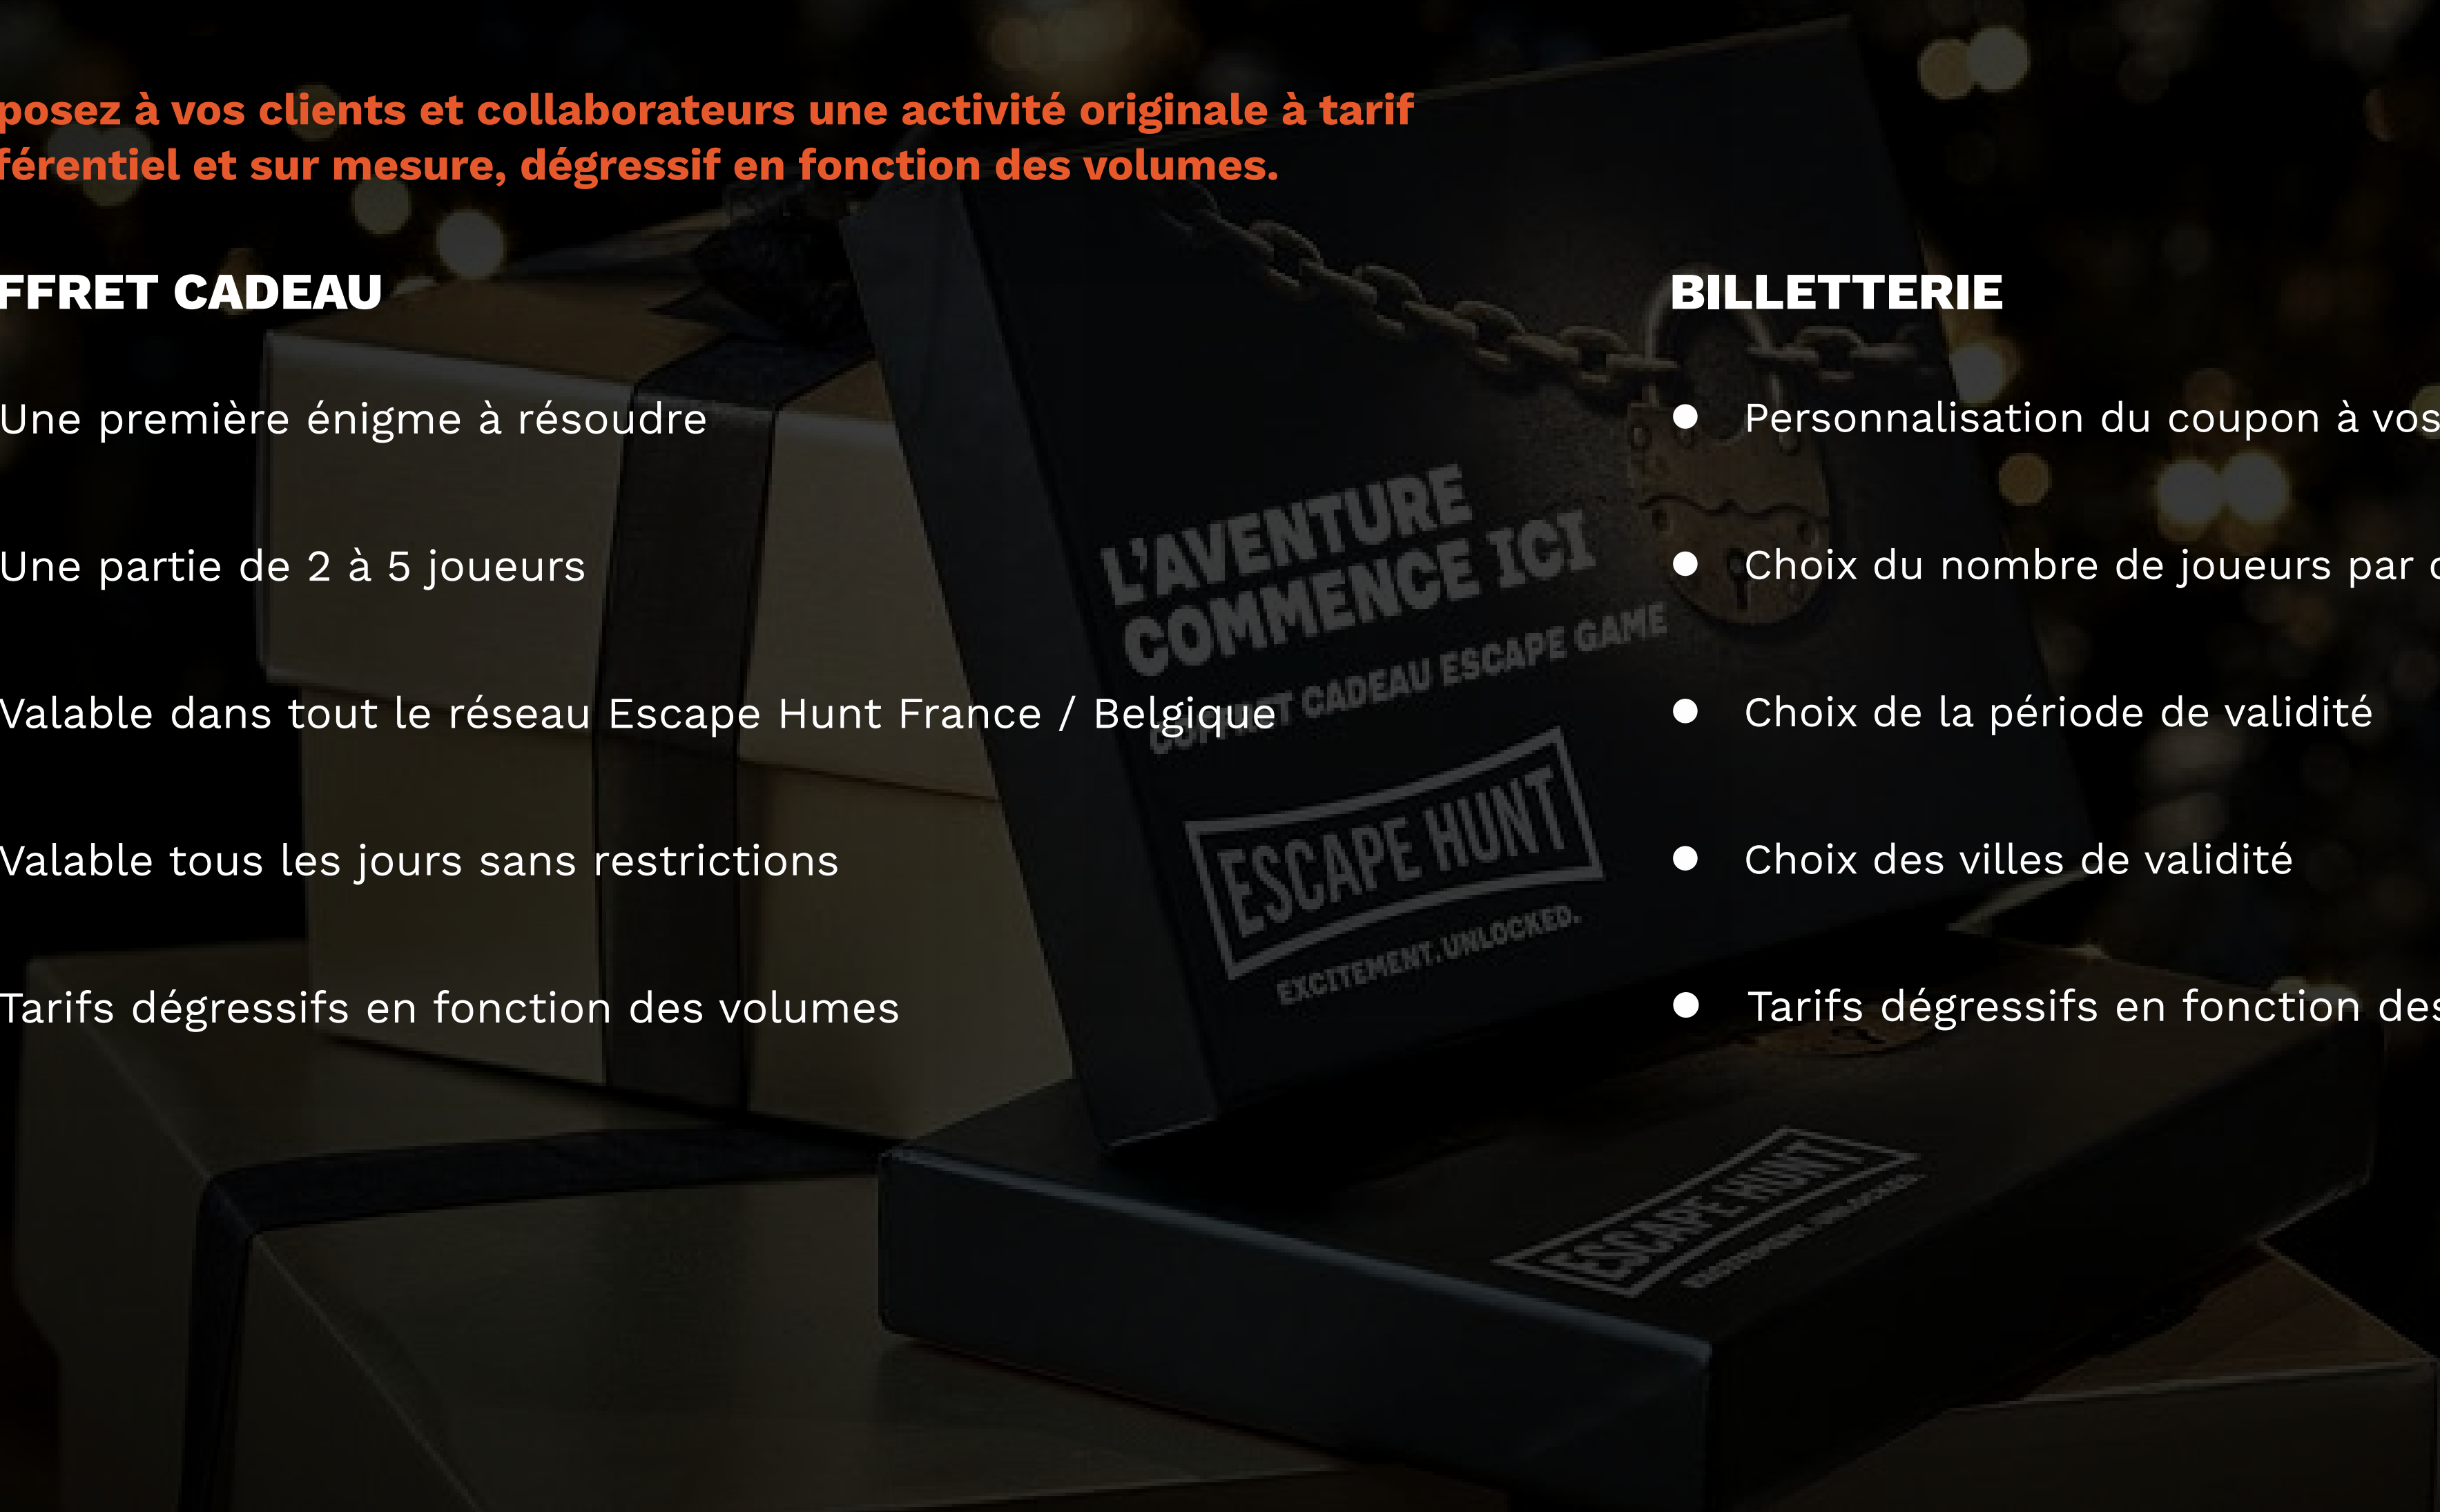 posez à vos clients et collaborateurs une activité originale à tarif
férentiel et sur mesure, dégressif en fonction des volumes.
FFRET CADEAU
Une première énigme à résoudre
Une partie de 2 à 5 joueurs
Valable dans tout le réseau Escape Hunt France / Belgique
Valable tous les jours sans restrictions
Tarifs dégressifs en fonction des volumes
BILLETTERIE
● Personnalisation du coupon à vos
● Choix du nombre de joueurs par
● Choix de la période de validité
● Choix des villes de validité
● Tarifs dégressifs en fonction des
L'AVENTURE
COMMENCE ICI
COFFRET CADEAU ESCAPE GAME
ESCAPE HUNT
EXCITEMENT. UNLOCKED.
ESCAPE HUNT